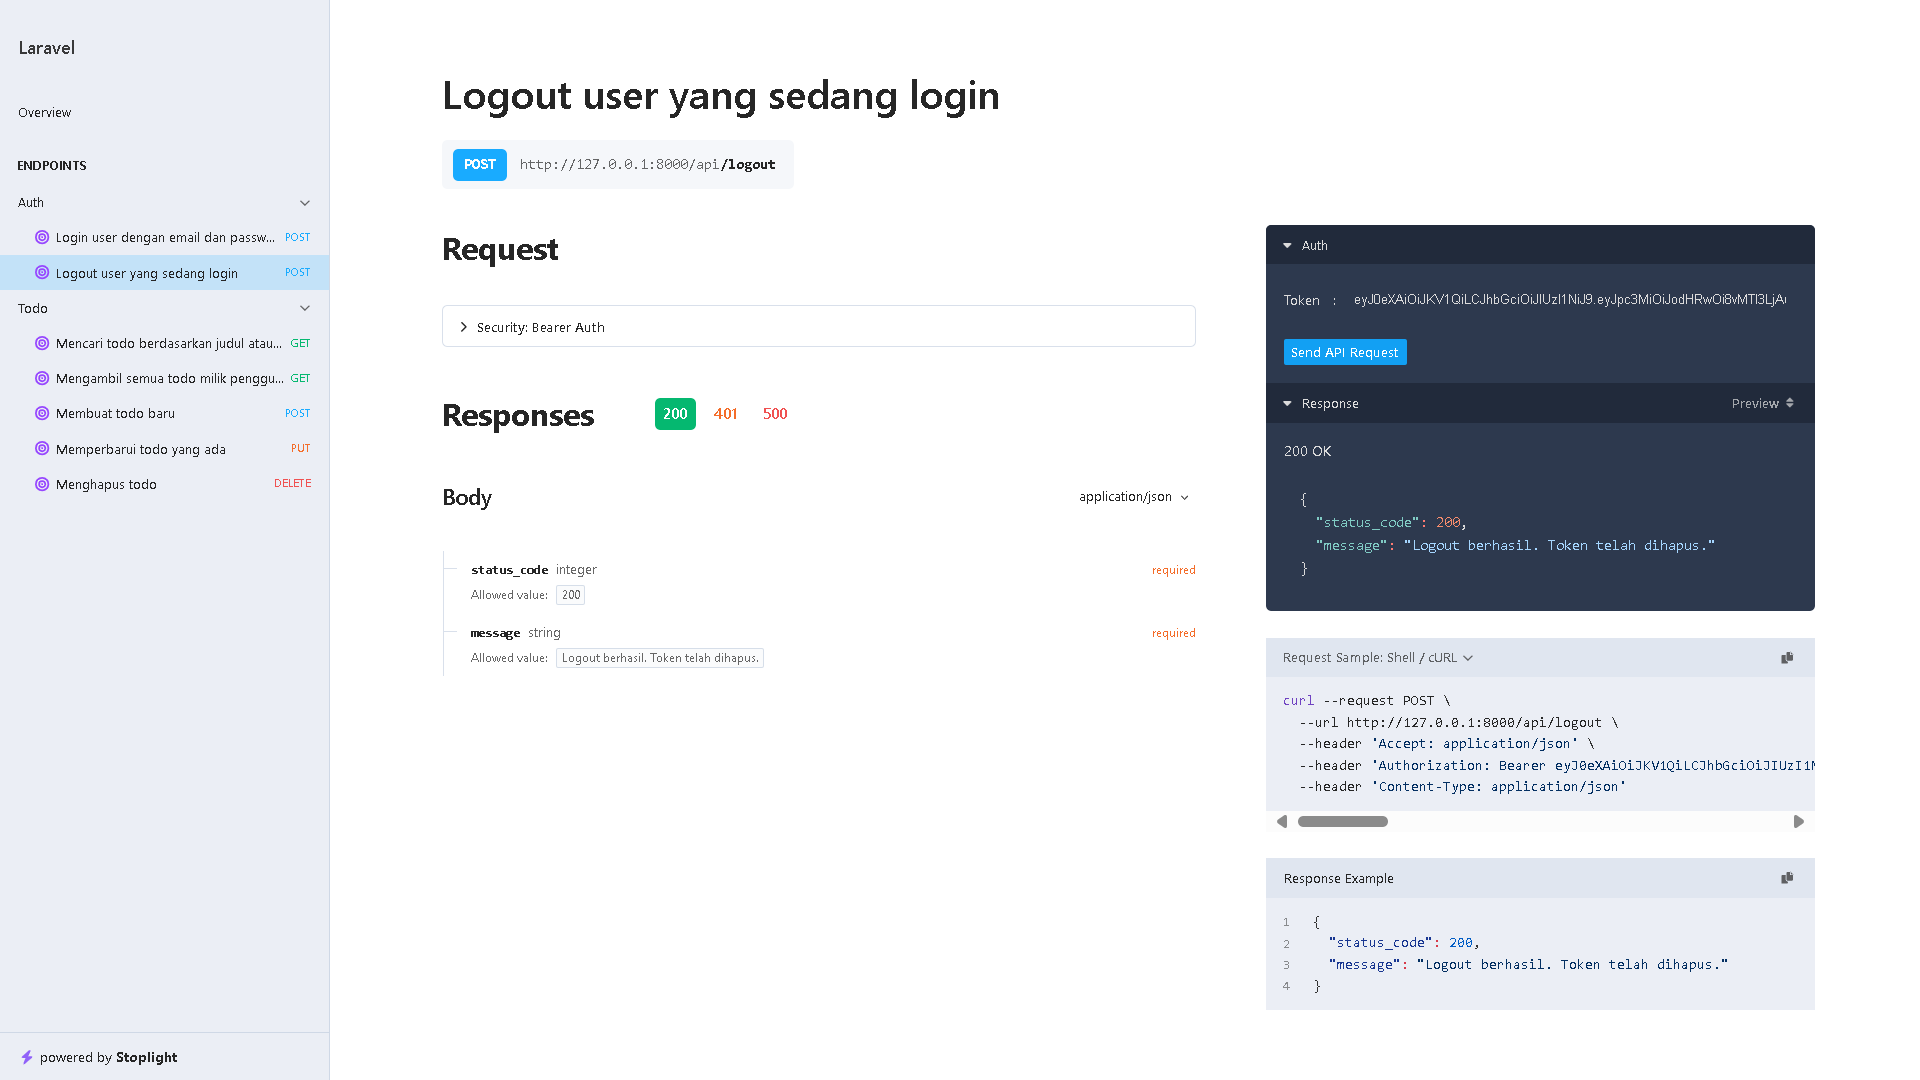 Laravel
Overview
ENDPOINTS
Auth
Login user dengan email dan passw... POST
Logout user yang sedang login POST
Todo
Mencari todo berdasarkan judul atau... GET
Mengambil semua todo milik penggu... GET
Membuat todo baru POST
Memperbarui todo yang ada PUT
Menghapus todo DELETE
powered by Stoplight
Logout user yang sedang login
POST http://127.0.0.1:8000/api/logout
Request
Security: Bearer Auth
Responses 200 401 500
Body application/json
status_code integer required
Allowed value: 200
message string required
Allowed value: Logout berhasil. Token telah dihapus.
Auth
Token : eyJ0eXAiOiJKV1QiLCJhbGciOiJIUzI1NiJ9.eyJpc3MiOiJodHRwOi8vMTI3LjAu
Send API Request
Response Preview
200 OK
{
"status_code": 200,
"message": "Logout berhasil. Token telah dihapus."
}
Request Sample: Shell / cURL
curl --request POST \
--url http://127.0.0.1:8000/api/logout \
--header 'Accept: application/json' \
--header 'Authorization: Bearer eyJ0eXAiOiJKV1QiLCJhbGciOiJIUzI1N
--header 'Content-Type: application/json'
Response Example
1 {
2 "status_code": 200,
3 "message": "Logout berhasil. Token telah dihapus."
4 }